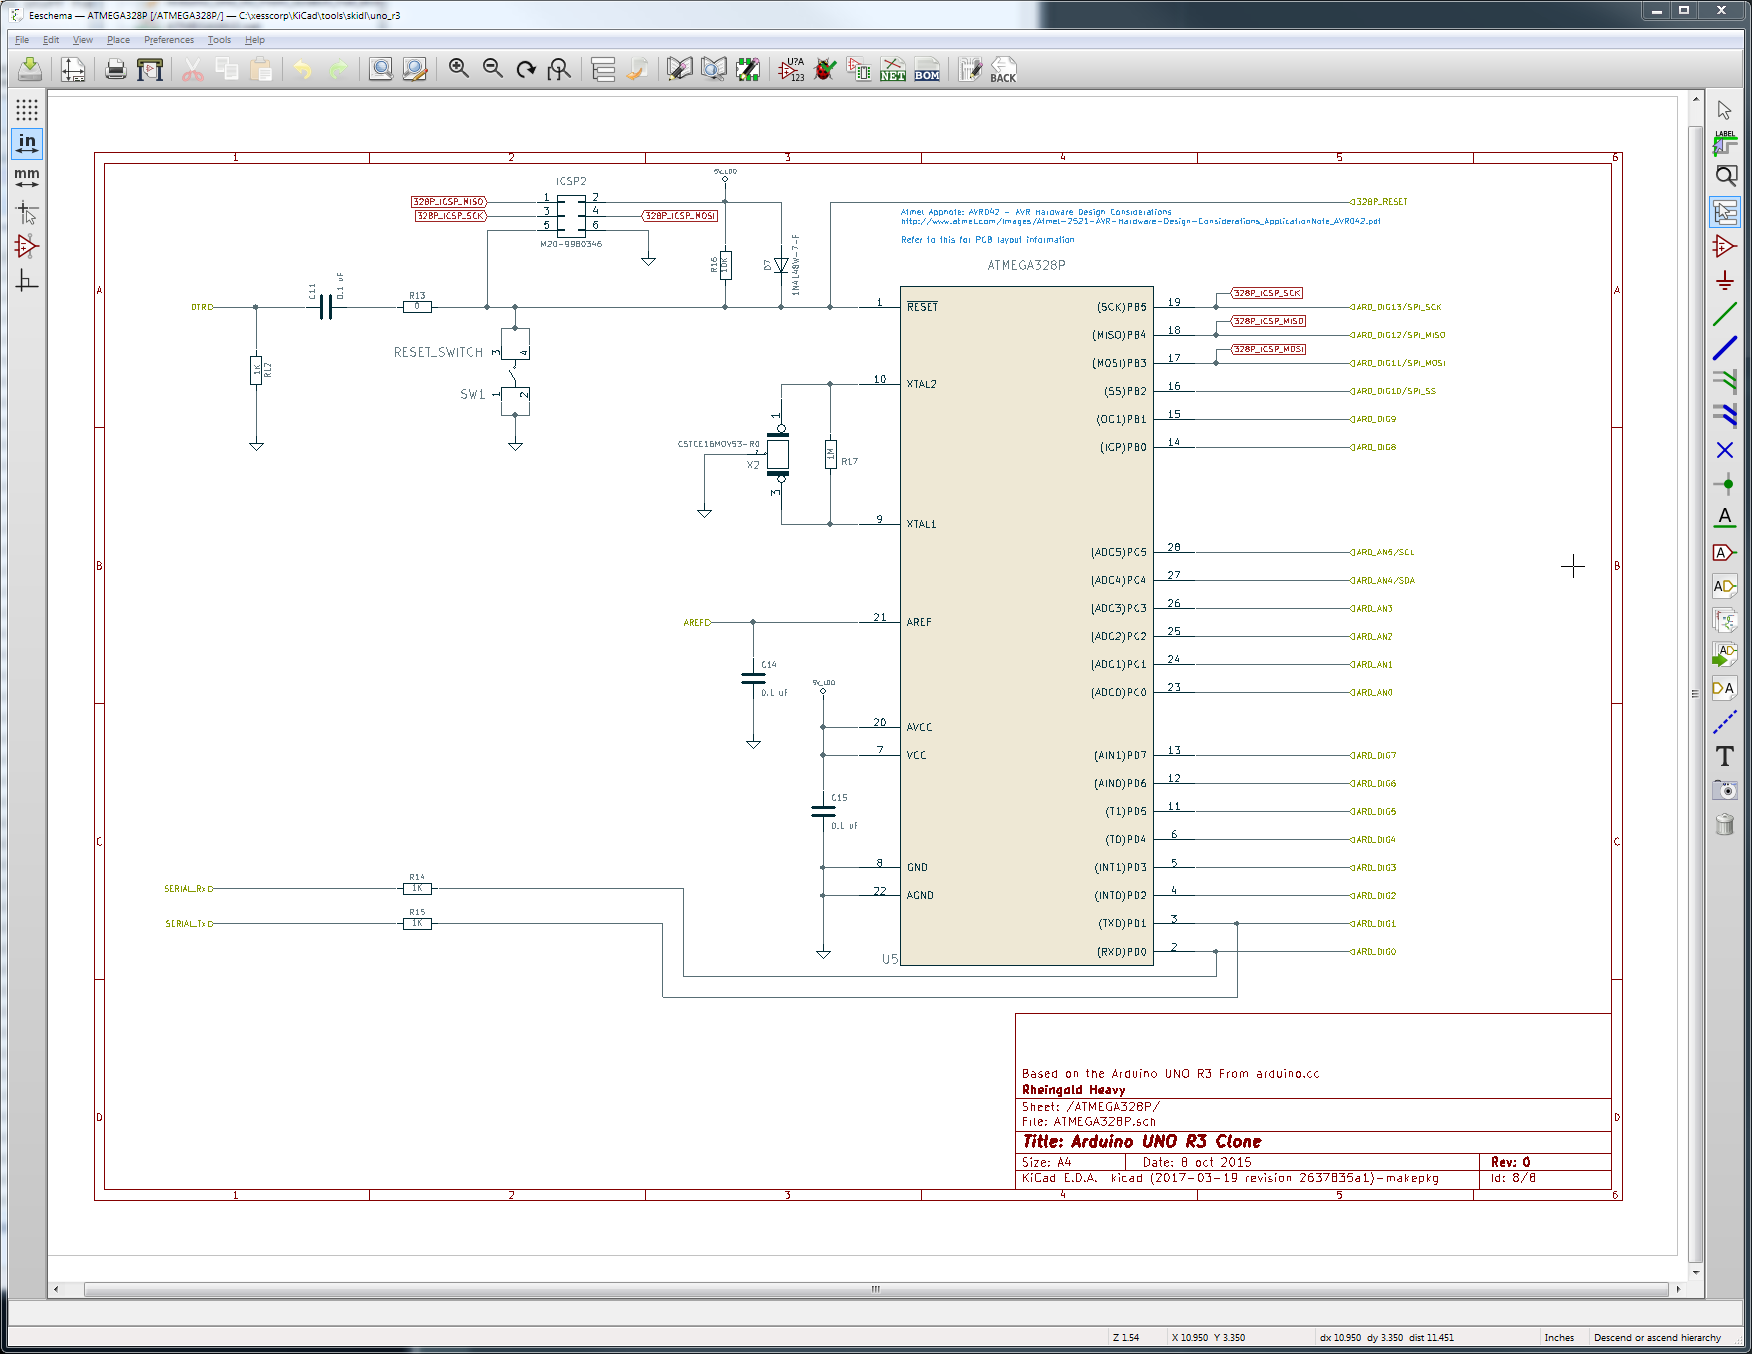 Eeschema — ATMEGA328P [/ATMEGA328P/] — C:\xesscorp\KiCad\tools\skidl\uno_r3
File Edit View Place Preferences Tools Help
U?A
123
NET
BOM
BACK
in
mm
LABEL
1 2 3 4 5 6
ICSP2
5V_LDO
328P_ICSP_MISO 1 2
328P_ICSP_SCK 3 4 328P_ICSP_MOSI
5 6
M20-9980346
328P_RESET
Atmel Appnote: AVR042 - AVR Hardware Design Considerations
http://www.atmel.com/Images/Atmel-2521-AVR-Hardware-Design-Considerations_ApplicationNote_AVR042.pdf
Refer to this for PCB layout information
ATMEGA328P
R16
10K
D7
1N4148W-7-F
A
A
DTR
C11
0.1 uF
R13
0
1K
R12
RESET_SWITCH 3 4
SW1 1 2
1 RESET
(SCK)PB5 19 328P_ICSP_SCK ARD_DIG13/SPI_SCK
(MISO)PB4 18 328P_ICSP_MISO ARD_DIG12/SPI_MISO
(MOSI)PB3 17 328P_ICSP_MOSI ARD_DIG11/SPI_MOSI
10 XTAL2
(SS)PB2 16 ARD_DIG10/SPI_SS
(OC1)PB1 15 ARD_DIG9
(ICP)PB0 14 ARD_DIG8
1
CSTCE16M0V53-R0
X2
3
1M
R17
9 XTAL1
(ADC5)PC5 28 ARD_AN5/SCL
B
B
(ADC4)PC4 27 ARD_AN4/SDA
(ADC3)PC3 26 ARD_AN3
AREF 21 AREF
(ADC2)PC2 25 ARD_AN2
C14
0.1 uF
(ADC1)PC1 24 ARD_AN1
(ADC0)PC0 23 ARD_AN0
5V_LDO
20 AVCC
7 VCC
(AIN1)PD7 13 ARD_DIG7
(AIN0)PD6 12 ARD_DIG6
C15
0.1 uF
(T1)PD5 11 ARD_DIG5
C
C
(T0)PD4 6 ARD_DIG4
8 GND
(INT1)PD3 5 ARD_DIG3
SERIAL_Rx
R14
1K
22 AGND
(INT0)PD2 4 ARD_DIG2
SERIAL_Tx
R15
1K
(TXD)PD1 3 ARD_DIG1
(RXD)PD0 2 ARD_DIG0
U5
Based on the Arduino UNO R3 From arduino.cc
Rheingold Heavy
Sheet: /ATMEGA328P/
File: ATMEGA328P.sch
D
D
Title: Arduino UNO R3 Clone
Size: A4 Date: 8 oct 2015 Rev: 0
KiCad E.D.A. kicad (2017-03-19 revision 2637835a1)-makepkg Id: 8/8
1 2 3 4 5 6
Z 1.54 X 10.950 Y 3.350 dx 10.950 dy 3.350 dist 11.451 Inches Descend or ascend hierarchy